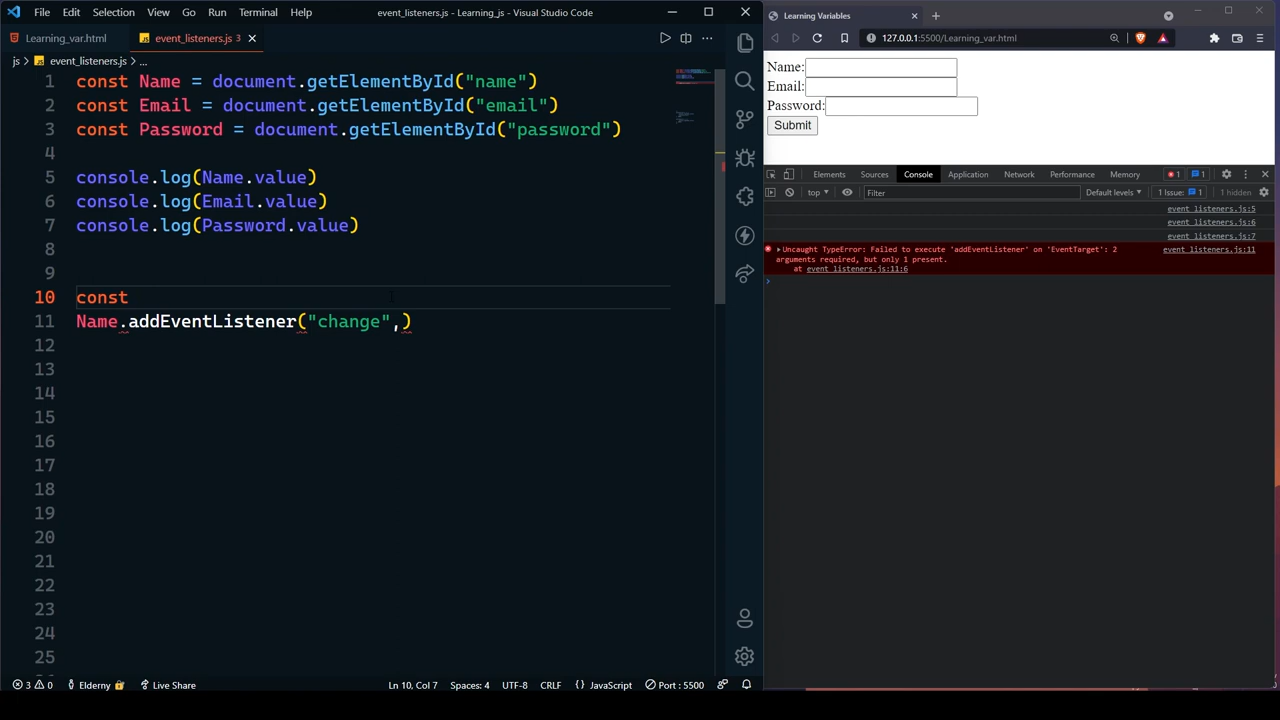 File Edit Selection View Go Run Terminal Help event_listeners.js - Learning_js - Visual Studio Code
Learning_var.html event_listeners.js 3
js > event_listeners.js > ...
1 const Name = document.getElementById("name")
2 const Email = document.getElementById("email")
3 const Password = document.getElementById("password")
4
5 console.log(Name.value)
6 console.log(Email.value)
7 console.log(Password.value)
8
9
10 const
11 Name.addEventListener("change",)
12
13
14
15
16
17
18
19
20
21
22
23
24
25
3 0 Elderny Live Share Ln 10, Col 7 Spaces: 4 UTF-8 CRLF {} JavaScript Port : 5500
Learning Variables
127.0.0.1:5500/Learning_var.html
Name:
Email:
Password:
Submit
Elements Sources Console Application Network Performance Memory 1 1
top Filter Default levels 1 Issue: 1 1 hidden
event_listeners.js:5
event_listeners.js:6
event_listeners.js:7
Uncaught TypeError: Failed to execute 'addEventListener' on 'EventTarget': 2 event_listeners.js:11
arguments required, but only 1 present.
at event_listeners.js:11:6